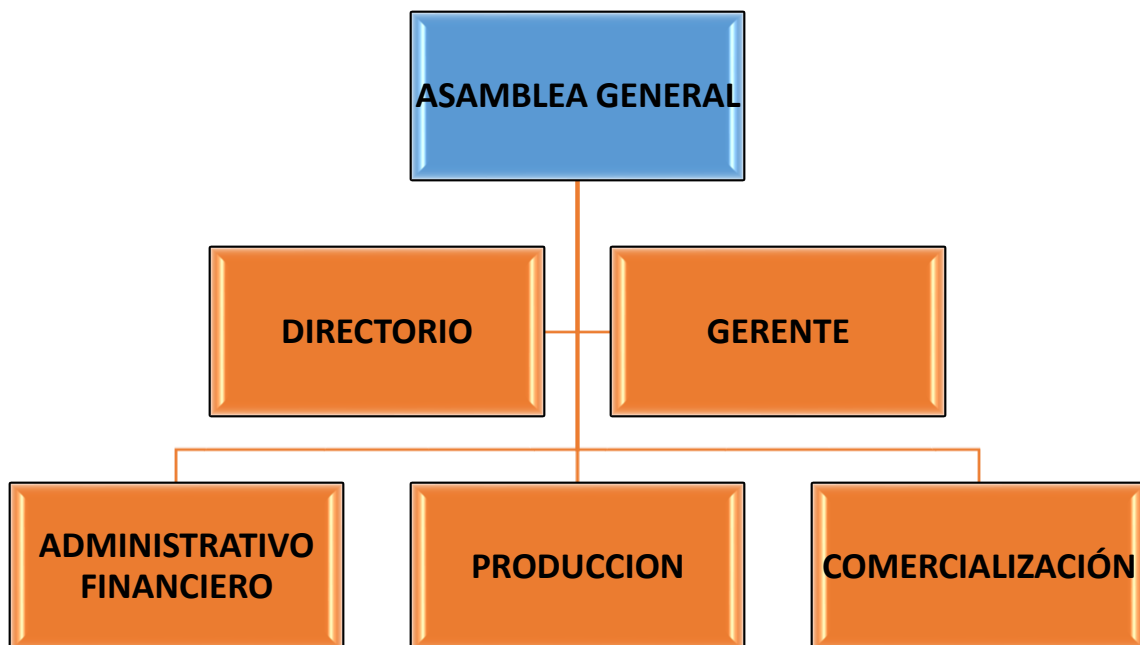 ASAMBLEA GENERAL
DIRECTORIO
GERENTE
ADMINISTRATIVO
FINANCIERO
PRODUCCION
COMERCIALIZACIÓN